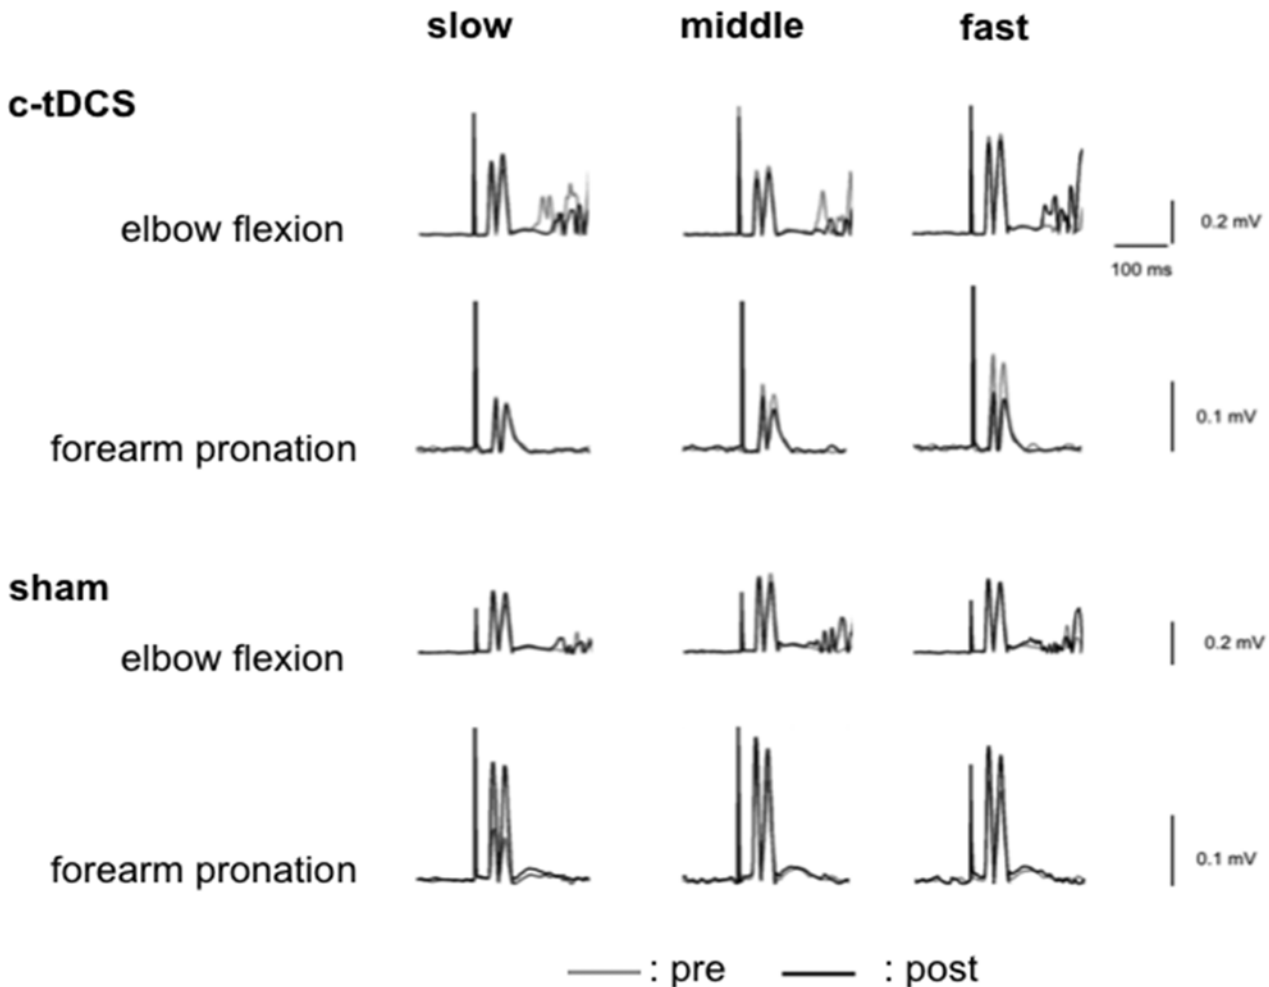 slow middle fast
c-tDCS
elbow flexion
0.2 mV
100 ms
forearm pronation
0.1 mV
sham
elbow flexion
0.2 mV
forearm pronation
0.1 mV
: pre : post